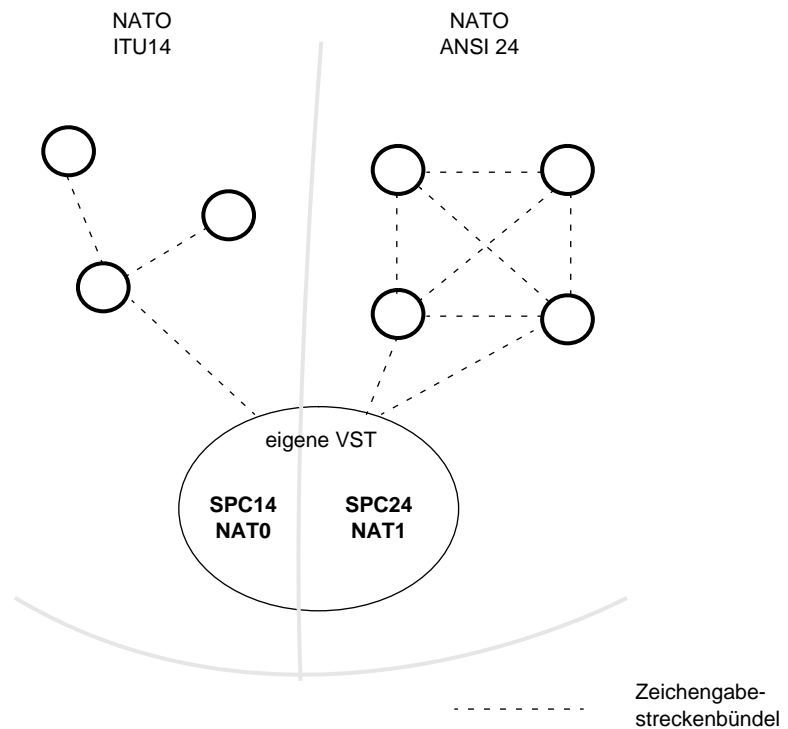 NATO
ITU14
NATO
ANSI 24
eigene VST
SPC14
NAT0
SPC24
NAT1
Zeichengabe-
streckenbündel